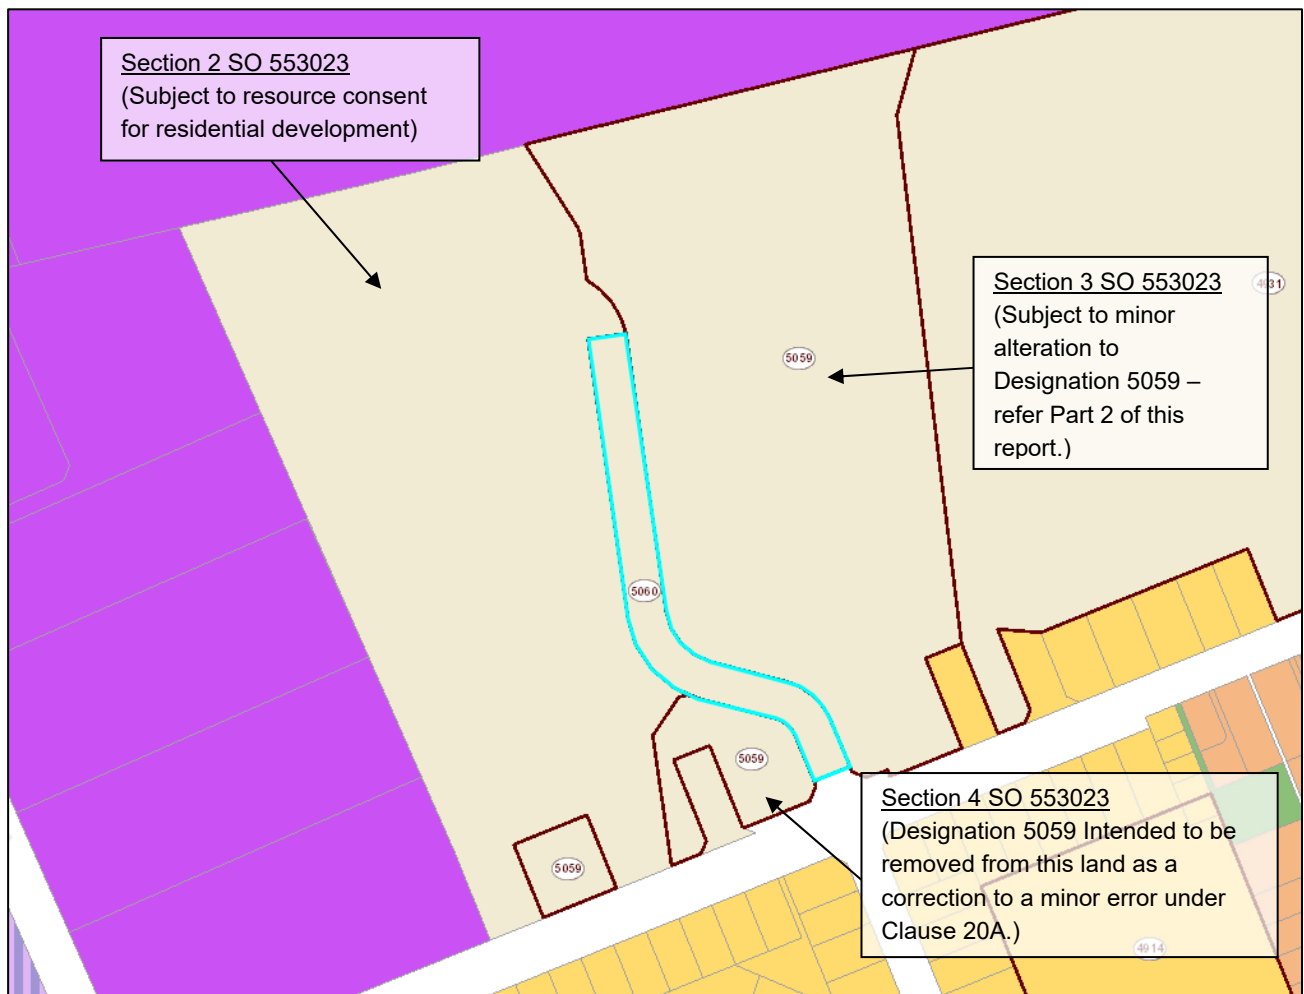 Section 2 SO 553023
(Subject to resource consent
for residential development)
Section 3 SO 553023
(Subject to minor
alteration to
Designation 5059 –
refer Part 2 of this
report.)
4931
5059
5060
5059
Section 4 SO 553023
(Designation 5059 Intended to be
removed from this land as a
correction to a minor error under
Clause 20A.)
5059
4914